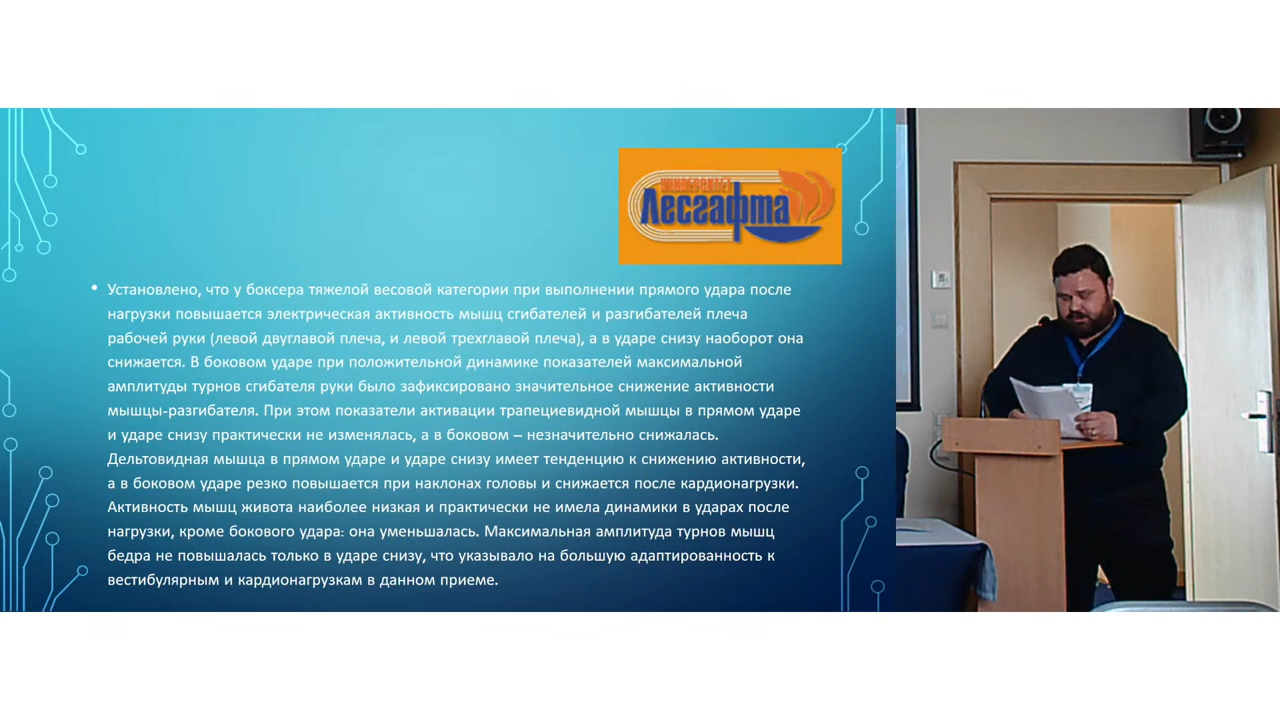 УНИВЕРСИТЕТ
Лесгафта
• Установлено, что у боксера тяжелой весовой категории при выполнении прямого удара после
нагрузки повышается электрическая активность мышц сгибателей и разгибателей плеча
рабочей руки (левой двуглавой плеча, и левой трехглавой плеча), а в ударе снизу наоборот она
снижается. В боковом ударе при положительной динамике показателей максимальной
амплитуды турнов сгибателя руки было зафиксировано значительное снижение активности
мышцы-разгибателя. При этом показатели активации трапециевидной мышцы в прямом ударе
и ударе снизу практически не изменялась, а в боковом – незначительно снижалась.
Дельтовидная мышца в прямом ударе и ударе снизу имеет тенденцию к снижению активности,
а в боковом ударе резко повышается при наклонах головы и снижается после кардионагрузки.
Активность мышц живота наиболее низкая и практически не имела динамики в ударах после
нагрузки, кроме бокового удара: она уменьшалась. Максимальная амплитуда турнов мышц
бедра не повышалась только в ударе снизу, что указывало на большую адаптированность к
вестибулярным и кардионагрузкам в данном приеме.